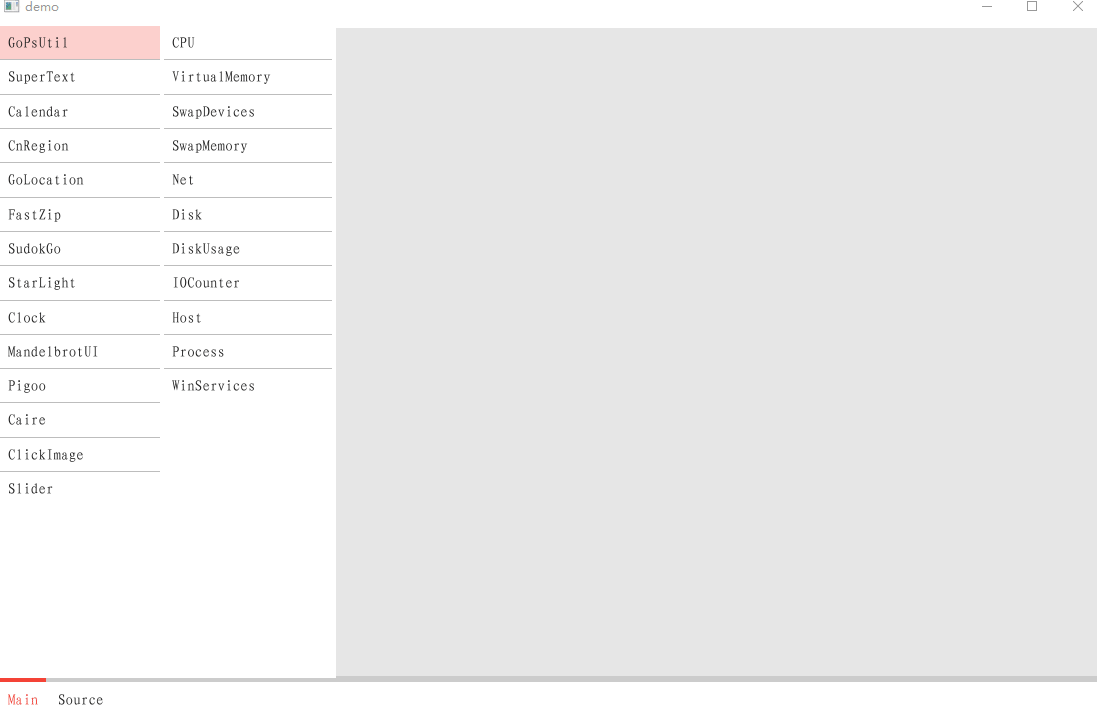 demo
GoPsUtil
SuperText
Calendar
CnRegion
GoLocation
FastZip
SudokGo
StarLight
Clock
MandelbrotUI
Pigoo
Caire
ClickImage
Slider
CPU
VirtualMemory
SwapDevices
SwapMemory
Net
Disk
DiskUsage
IOCounter
Host
Process
WinServices
Main Source